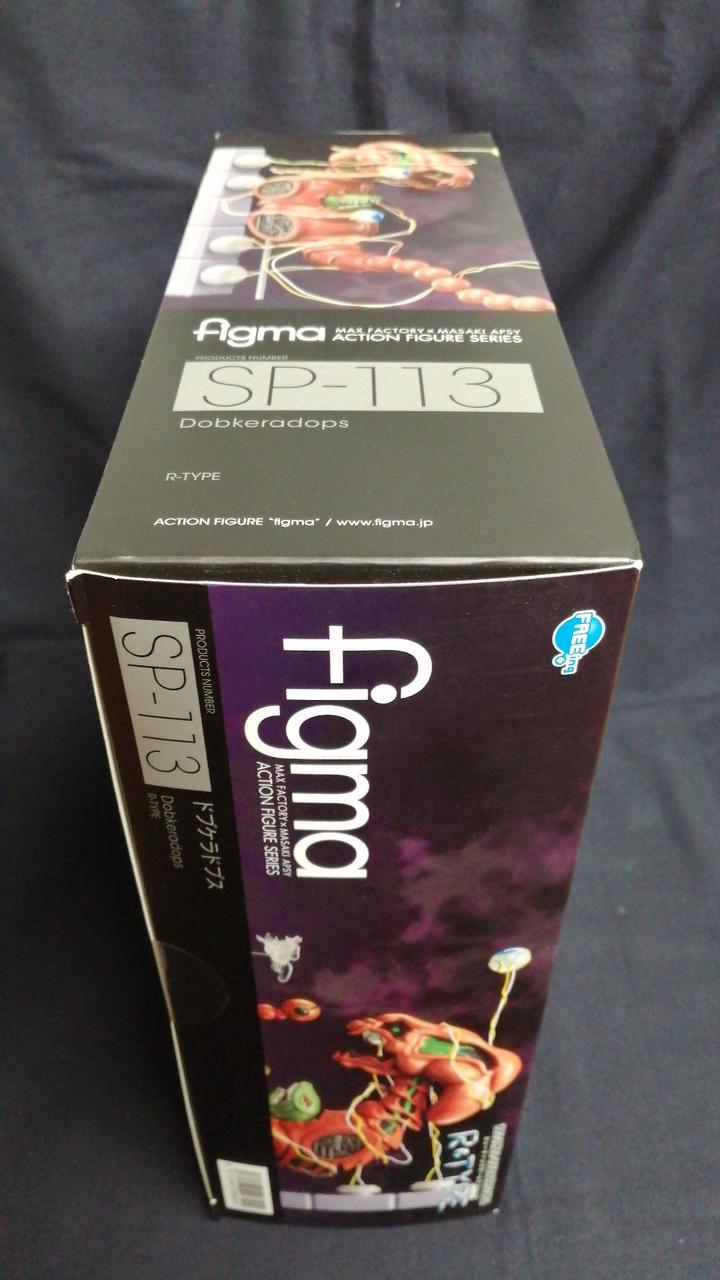 figma MAX FACTORY × MASAKI APSY
ACTION FIGURE SERIES
PRODUCTS NUMBER
SP-113
Dobkeradops
R-TYPE
ACTION FIGURE "figma" / www.figma.jp
FREEing
figma
MAX FACTORY × MASAKI APSY
ACTION FIGURE SERIES
PRODUCTS NUMBER
SP-113
ドブケラドプス
Dobkeradops
R-TYPE
R-TYPE